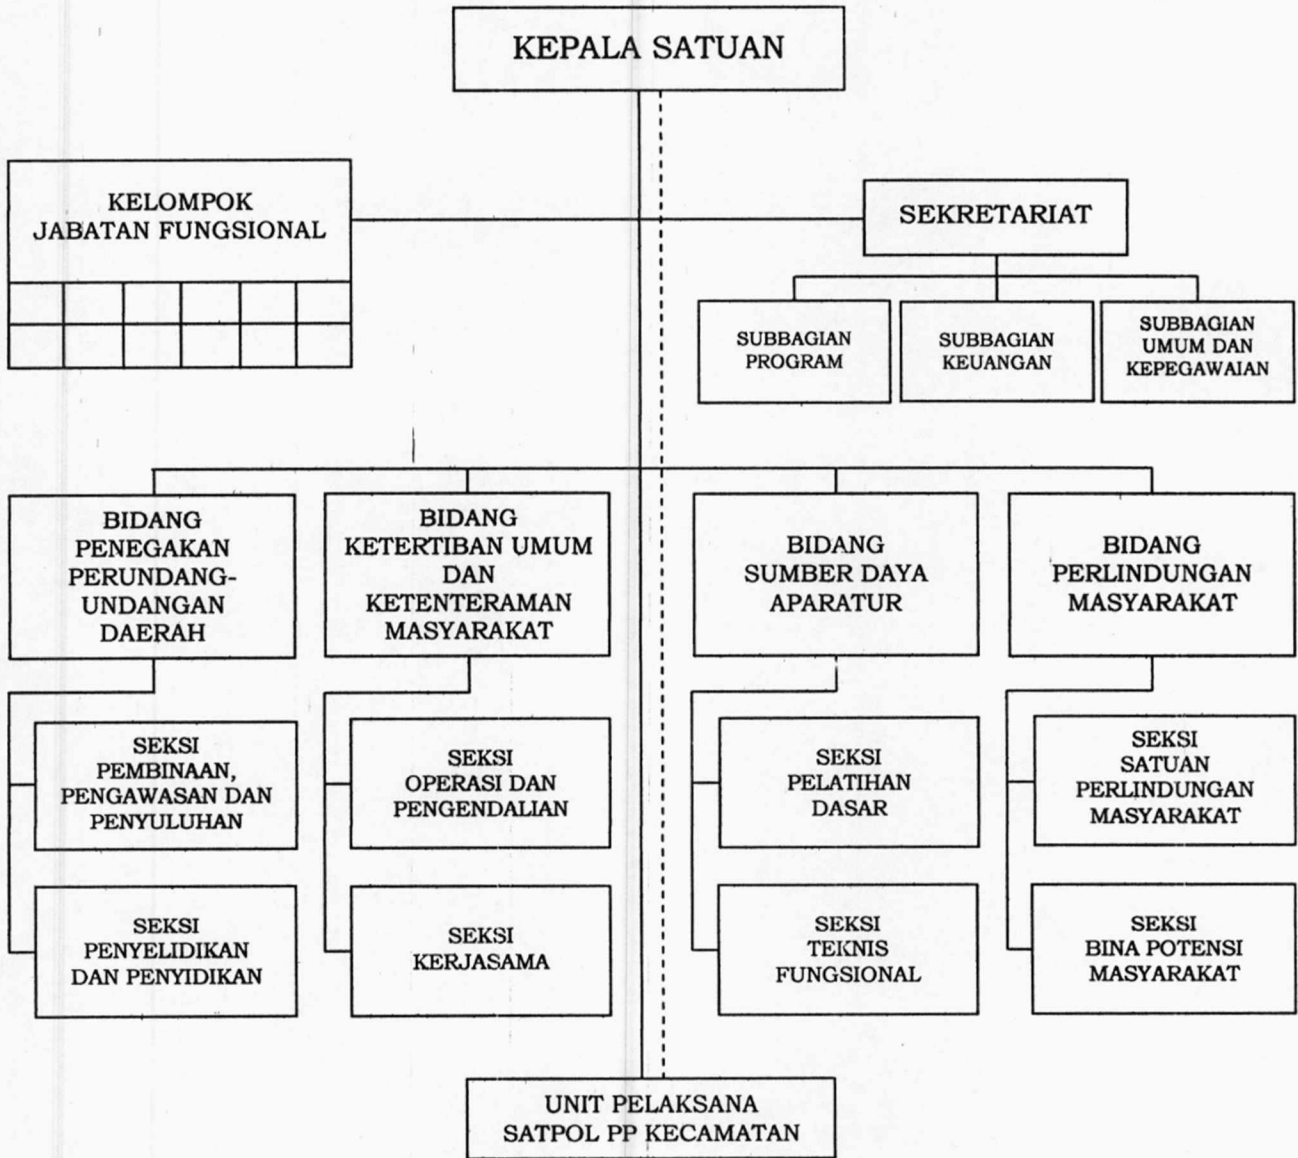 KEPALA SATUAN
KELOMPOK
JABATAN FUNGSIONAL
SEKRETARIAT
SUBBAGIAN
PROGRAM
SUBBAGIAN
KEUANGAN
SUBBAGIAN
UMUM DAN
KEPEGAWAIAN
BIDANG
PENEGAKAN
PERUNDANG-
UNDANGAN
DAERAH
BIDANG
KETERTIBAN UMUM
DAN
KETENTERAMAN
MASYARAKAT
BIDANG
SUMBER DAYA
APARATUR
BIDANG
PERLINDUNGAN
MASYARAKAT
SEKSI
PEMBINAAN,
PENGAWASAN DAN
PENYULUHAN
SEKSI
OPERASI DAN
PENGENDALIAN
SEKSI
PELATIHAN
DASAR
SEKSI
SATUAN
PERLINDUNGAN
MASYARAKAT
SEKSI
PENYELIDIKAN
DAN PENYIDIKAN
SEKSI
KERJASAMA
SEKSI
TEKNIS
FUNGSIONAL
SEKSI
BINA POTENSI
MASYARAKAT
UNIT PELAKSANA
SATPOL PP KECAMATAN